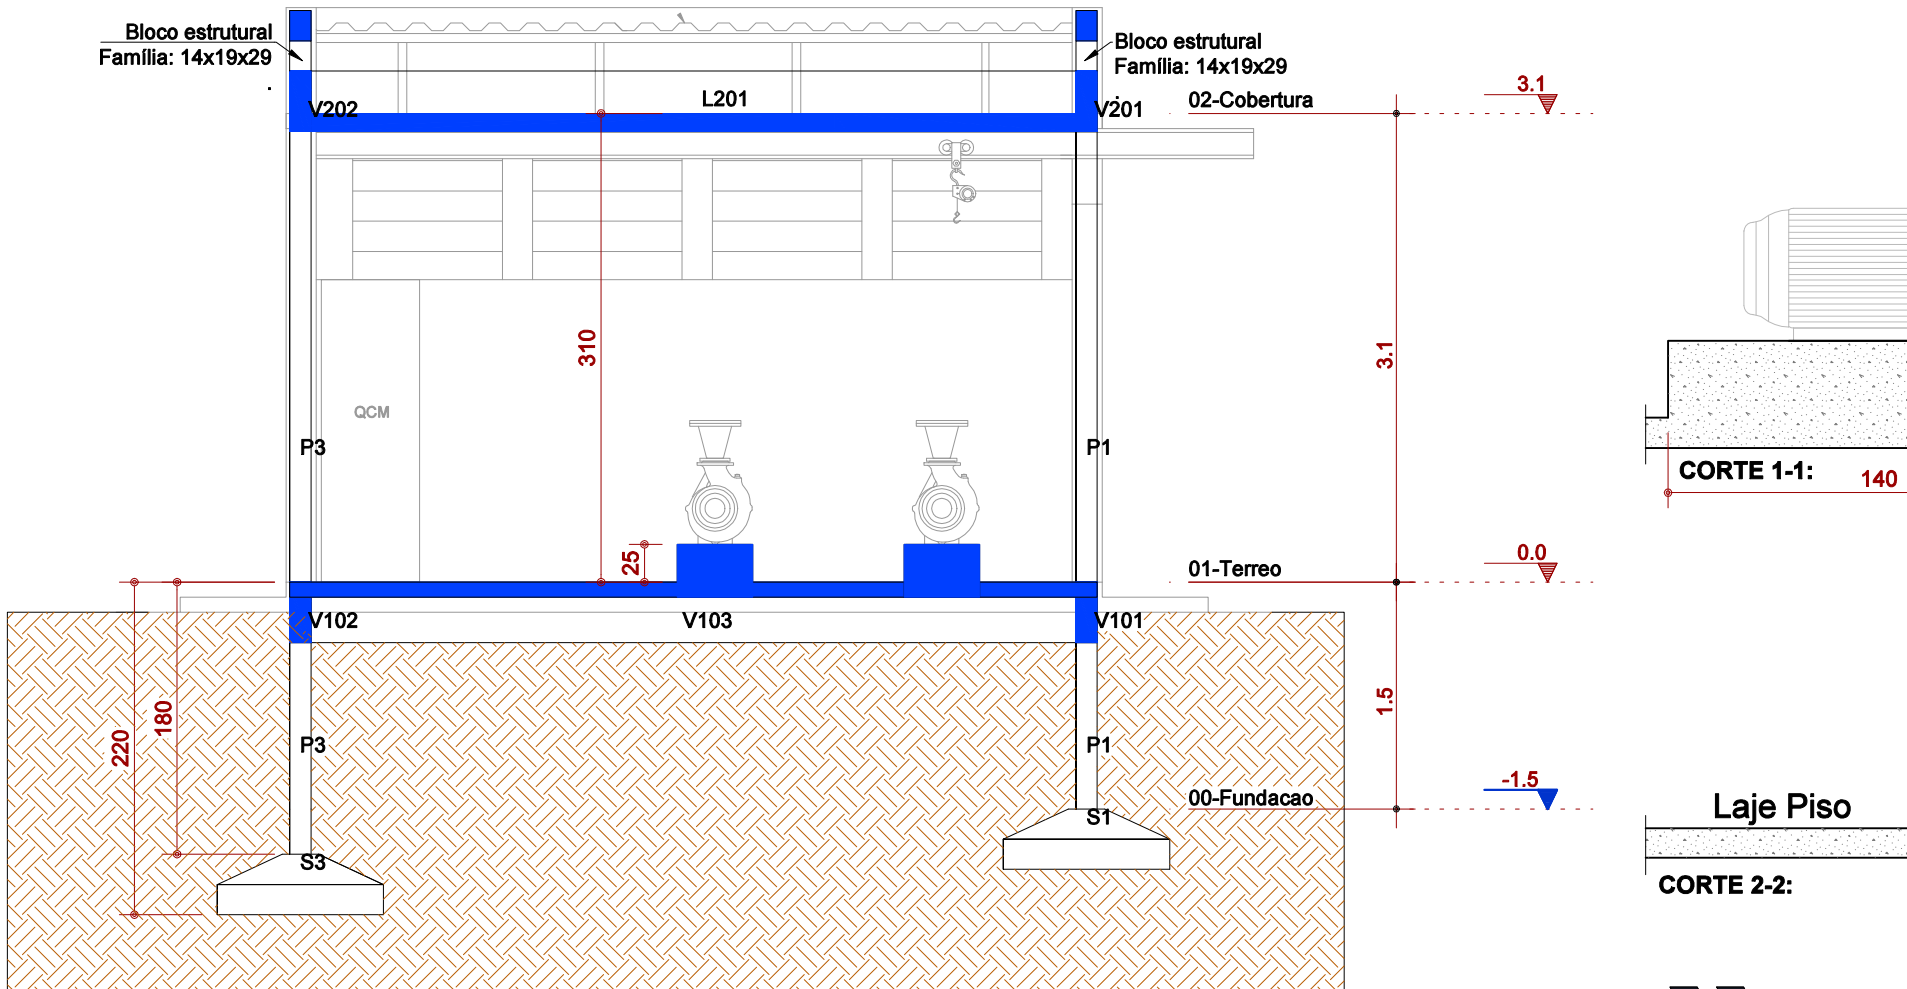 Bloco estrutural
Família: 14x19x29
Bloco estrutural
Família: 14x19x29
V202
L201
V201
02-Cobertura
3.1
310
3.1
QCM
P3
P1
CORTE 1-1:
140
25
01-Terreo
0.0
V102
V103
V101
180
220
P3
P1
1.5
-1.5
00-Fundacao
S1
S3
Laje Piso
CORTE 2-2: